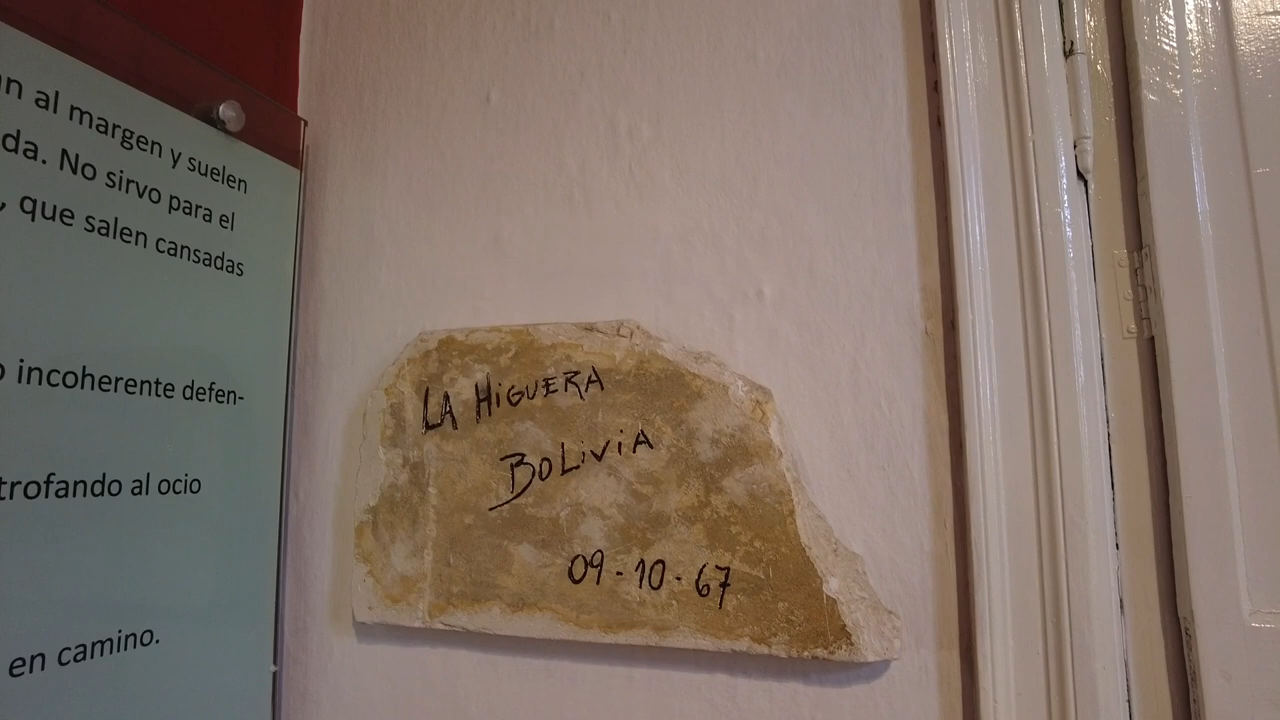 al margen y suelen
da. No sirvo para el
, que salen cansadas
incoherente defen-
trofando al ocio
en camino.
LA HiGUERA
BOLiViA
09-10-67